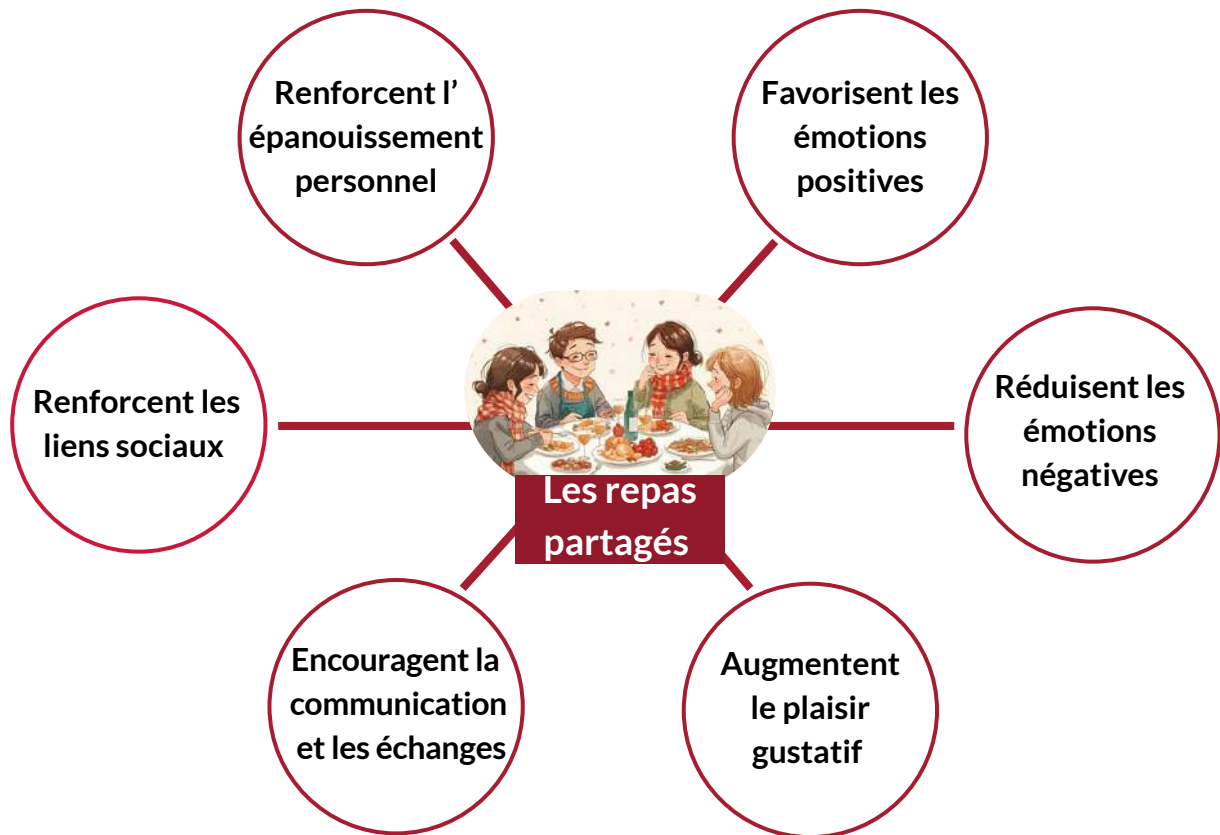 Renforcent l’
épanouissement
personnel
Favorisent les
émotions
positives
Renforcent les
liens sociaux
Réduisent les
émotions
négatives
Les repas
partagés
Encouragent la
communication
et les échanges
Augmentent
le plaisir
gustatif